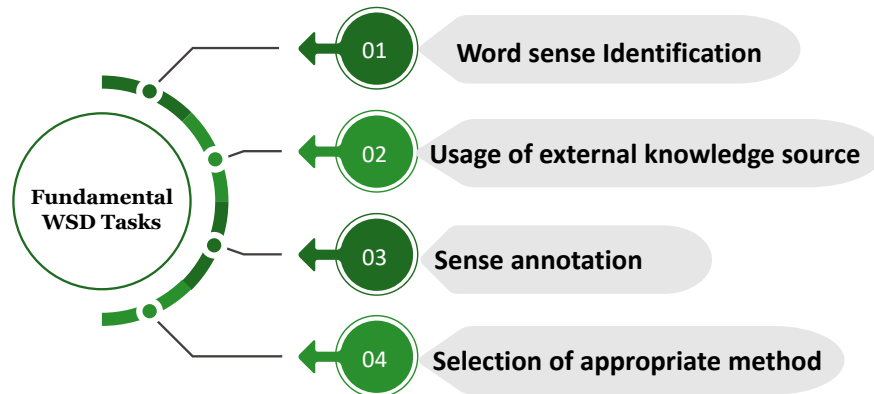 Fundamental
WSD Tasks
01
Word sense Identification
02
Usage of external knowledge source
03
Sense annotation
04
Selection of appropriate method